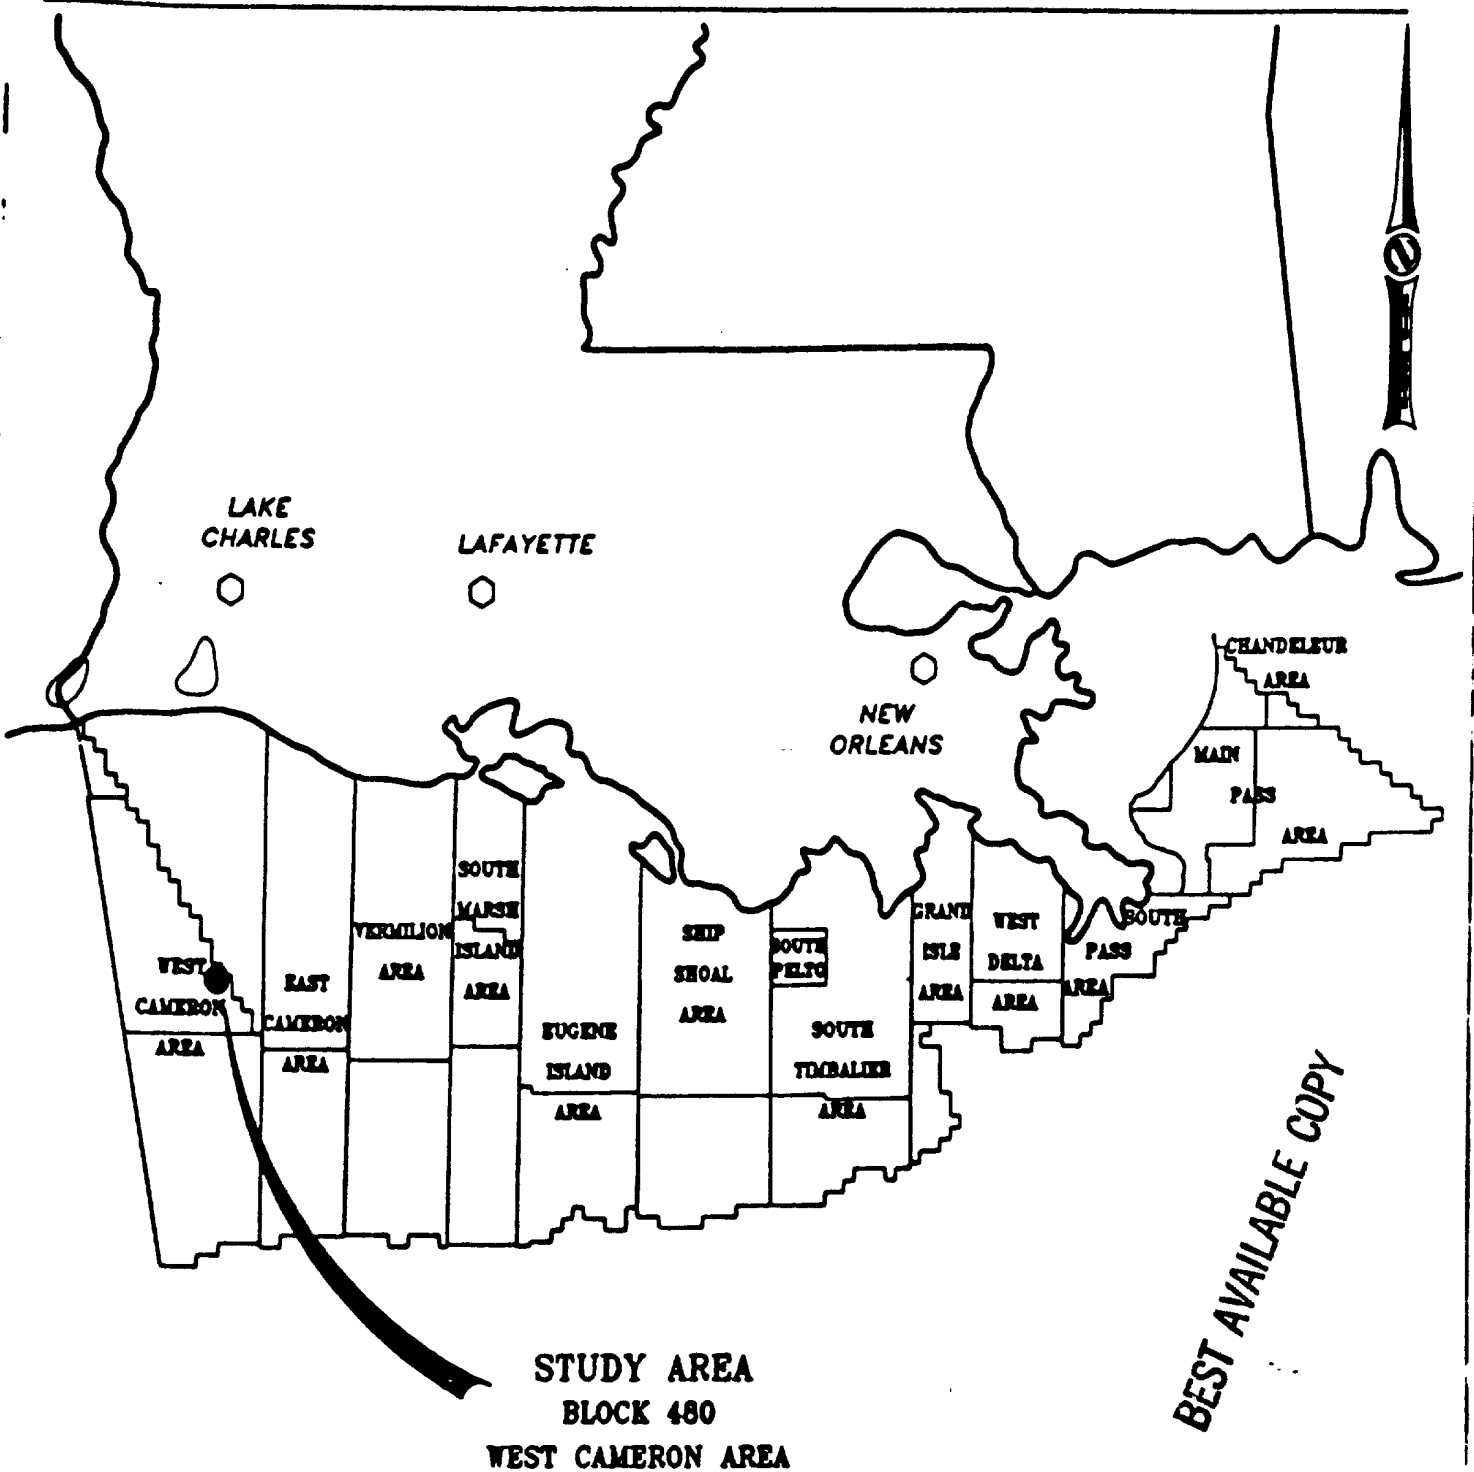 LAKE
CHARLES
LAFAYETTE
NEW
ORLEANS
CHANDELEUR
AREA
MAIN
PASS
AREA
WEST
CAMERON
AREA
EAST
CAMERON
AREA
VERMILION
AREA
SOUTH
MARSH
ISLAND
AREA
EUGENE
ISLAND
AREA
SHIP
SHOAL
AREA
SOUTH
PELTO
SOUTH
TIMBALIER
AREA
GRAND
ISLE
AREA
WEST
DELTA
AREA
SOUTH
PASS
AREA
STUDY AREA
BLOCK 480
WEST CAMERON AREA
BEST AVAILABLE COPY